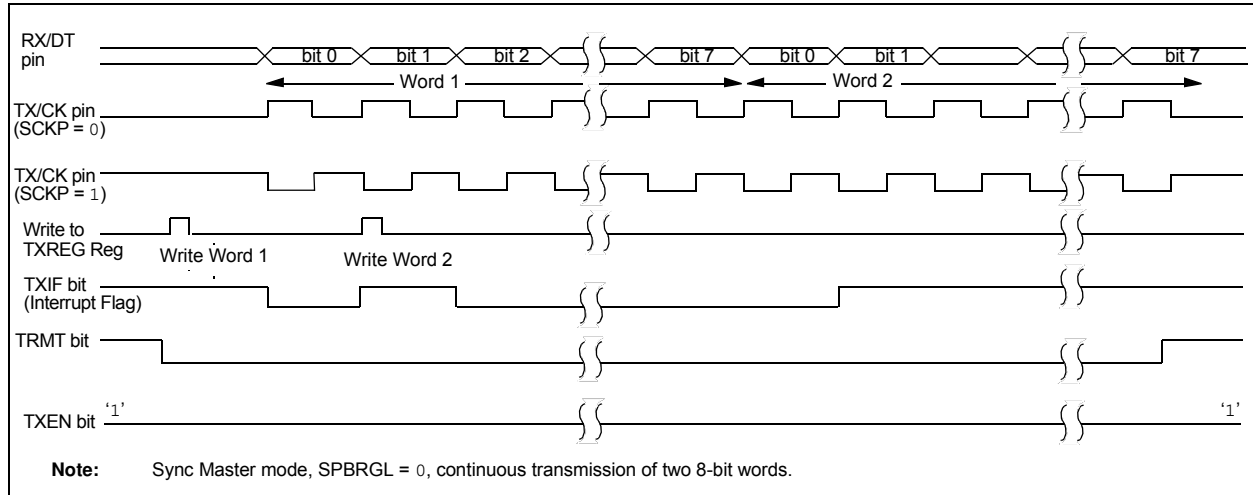 RX/DT
pin
bit 0 bit 1 bit 2 bit 7 bit 0 bit 1 bit 7
Word 1 Word 2
TX/CK pin
(SCKP = 0)
TX/CK pin
(SCKP = 1)
Write to
TXREG Reg
Write Word 1 Write Word 2
TXIF bit
(Interrupt Flag)
TRMT bit
TXEN bit ‘1’ ‘1’
Note: Sync Master mode, SPBRGL = 0, continuous transmission of two 8-bit words.